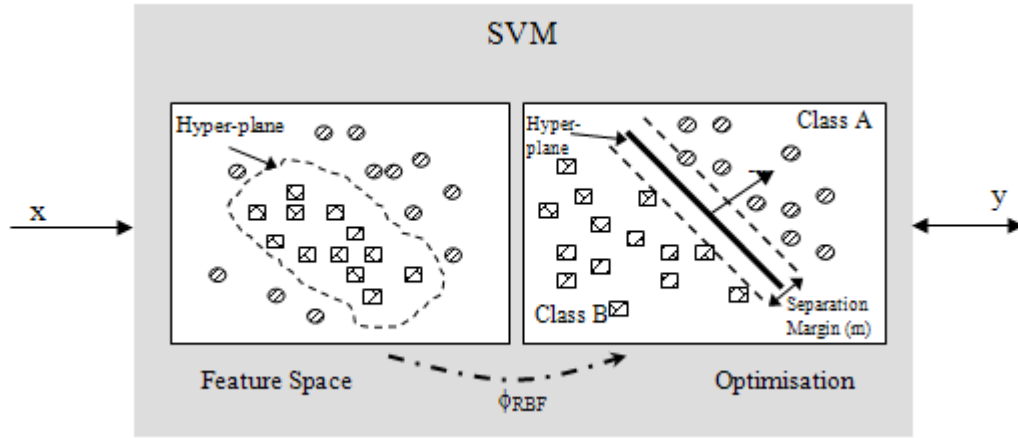 SVM
Hyper-plane
Hyper-
plane
Class A
x
y
Class B
Separation
Margin (m)
Feature Space
Optimisation
ϕRBF